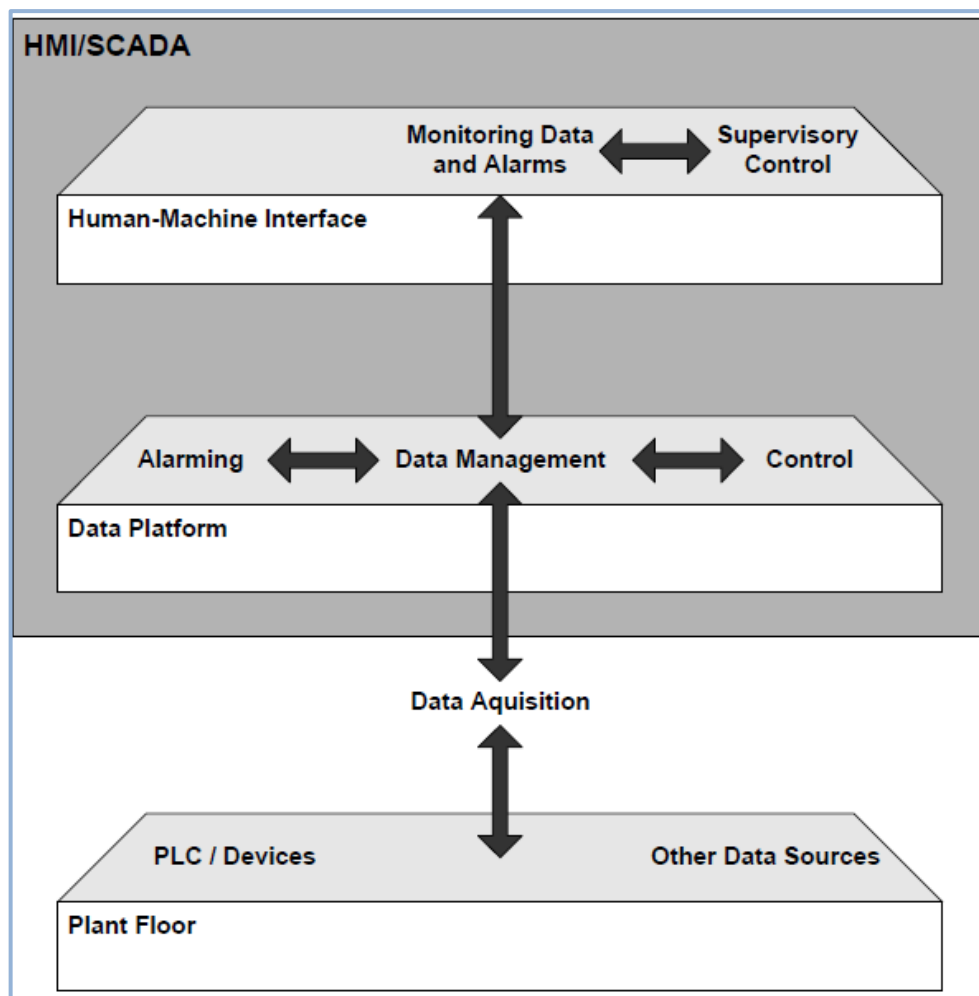 HMI/SCADA
Monitoring Data
and Alarms
Supervisory
Control
Human-Machine Interface
Alarming
Data Management
Control
Data Platform
Data Aquisition
PLC / Devices
Other Data Sources
Plant Floor